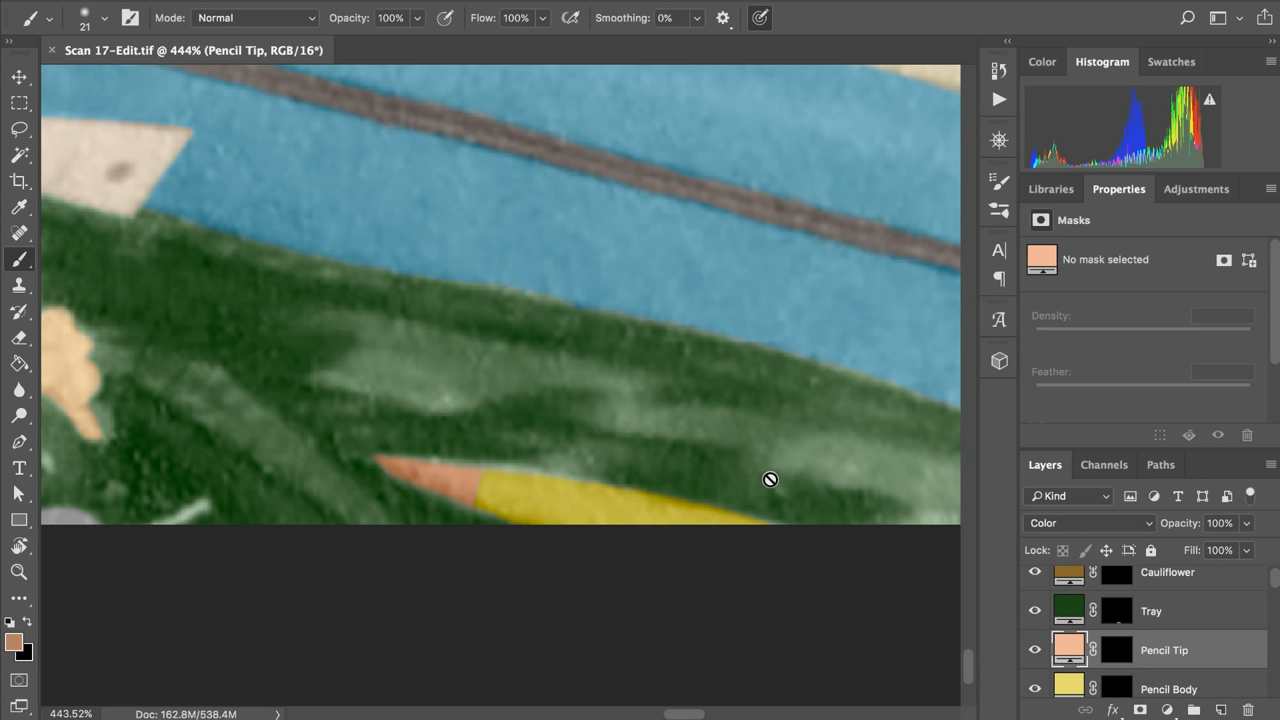 21
Mode: Normal
Opacity: 100%
Flow: 100%
Smoothing: 0%
Scan 17-Edit.tif @ 444% (Pencil Tip, RGB/16*)
Color Histogram Swatches
Libraries Properties Adjustments
Masks
No mask selected
Density:
Feather:
Layers Channels Paths
Kind
Color Opacity: 100%
Lock: Fill: 100%
Cauliflower
Tray
Pencil Tip
Pencil Body
fx
443.52% Doc: 162.8M/538.4M